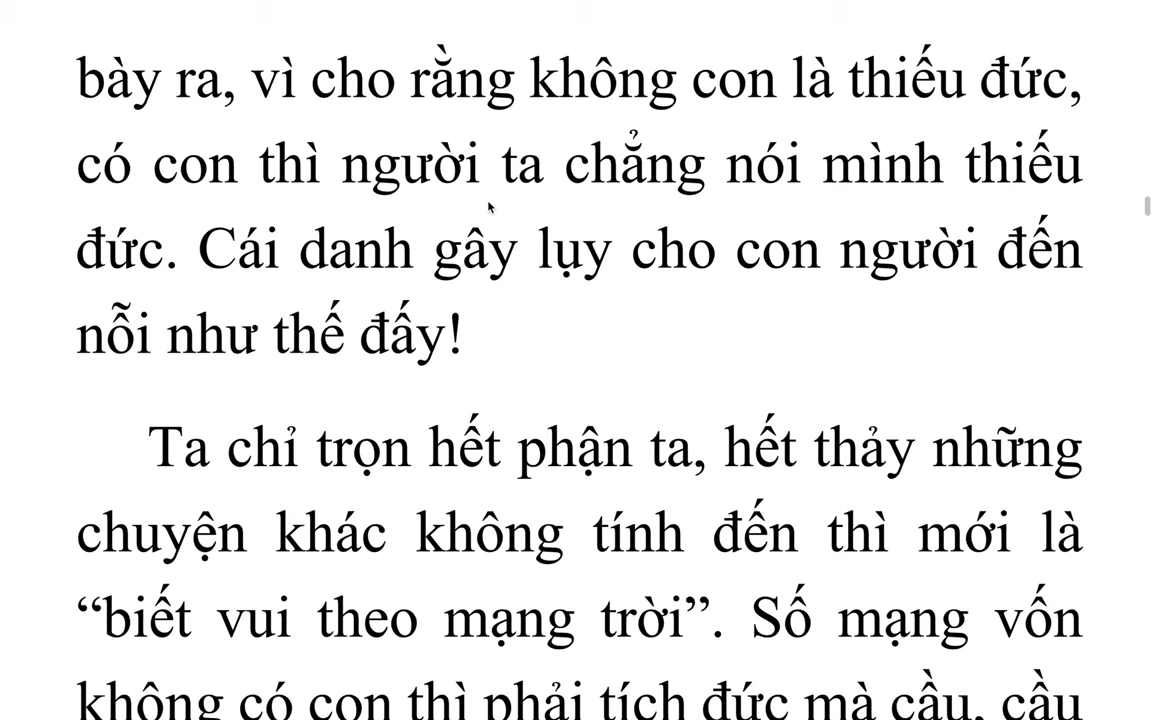 bày ra, vì cho rằng không con là thiếu đức,
có con thì người ta chẳng nói mình thiếu
đức. Cái danh gây lụy cho con người đến
nỗi như thế đấy!
Ta chỉ trọn hết phận ta, hết thảy những
chuyện khác không tính đến thì mới là
“biết vui theo mạng trời”. Số mạng vốn
không có con thì phải tích đức mà cầu, cầu